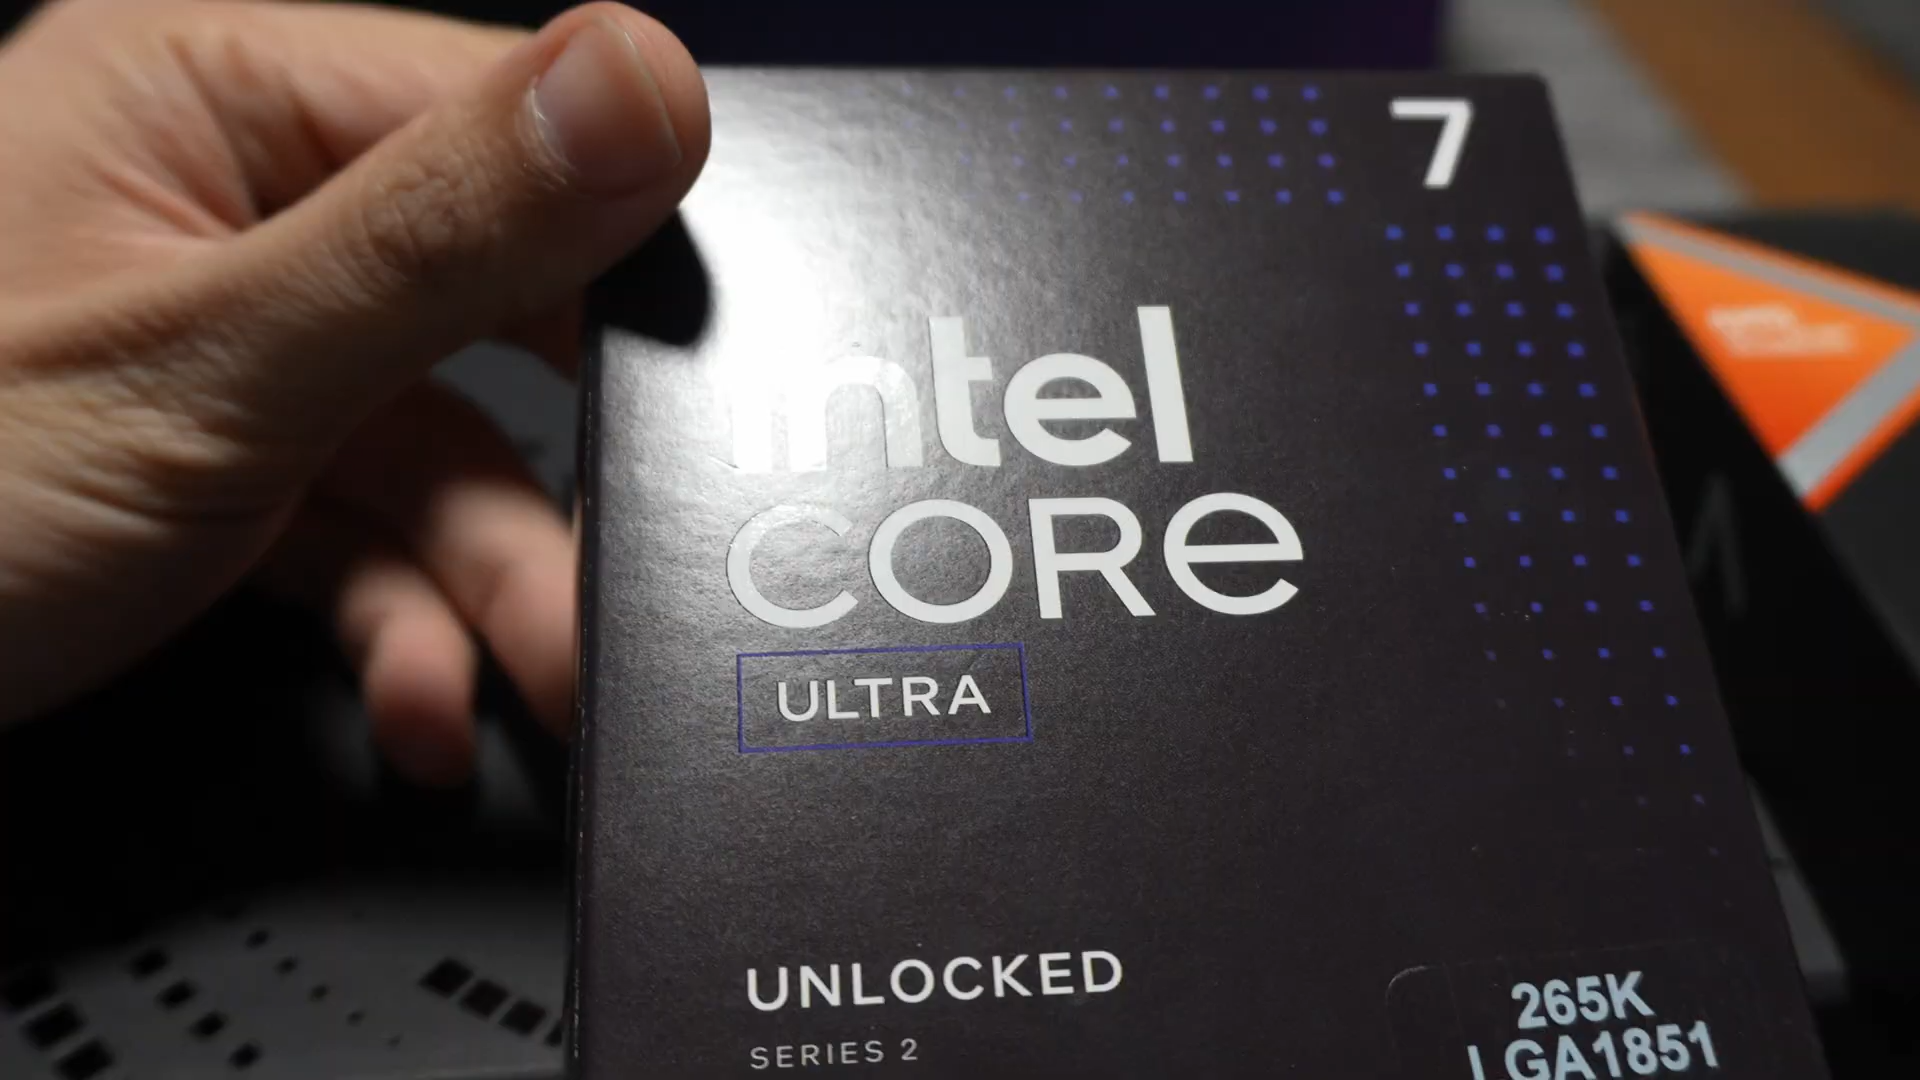 7
intel
CORE
ULTRA
UNLOCKED
SERIES 2
265K
LGA1851